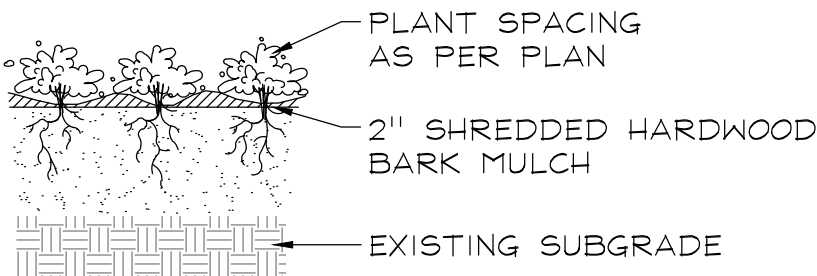 PLANT SPACING
AS PER PLAN
2" SHREDDED HARDWOOD
BARK MULCH
EXISTING SUBGRADE